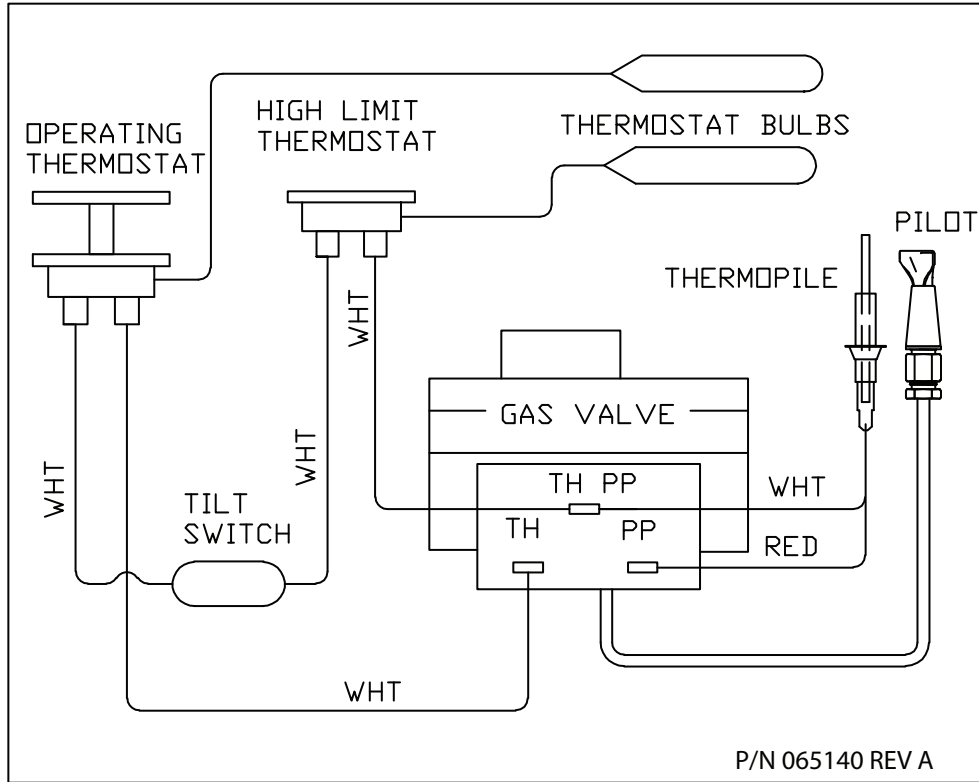 OPERATING
THERMOSTAT
HIGH LIMIT
THERMOSTAT
THERMOSTAT BULBS
PILOT
THERMOPILE
WHT
GAS VALVE
WHT
WHT
TILT
SWITCH
TH PP
TH
PP
WHT
RED
WHT
P/N 065140 REV A